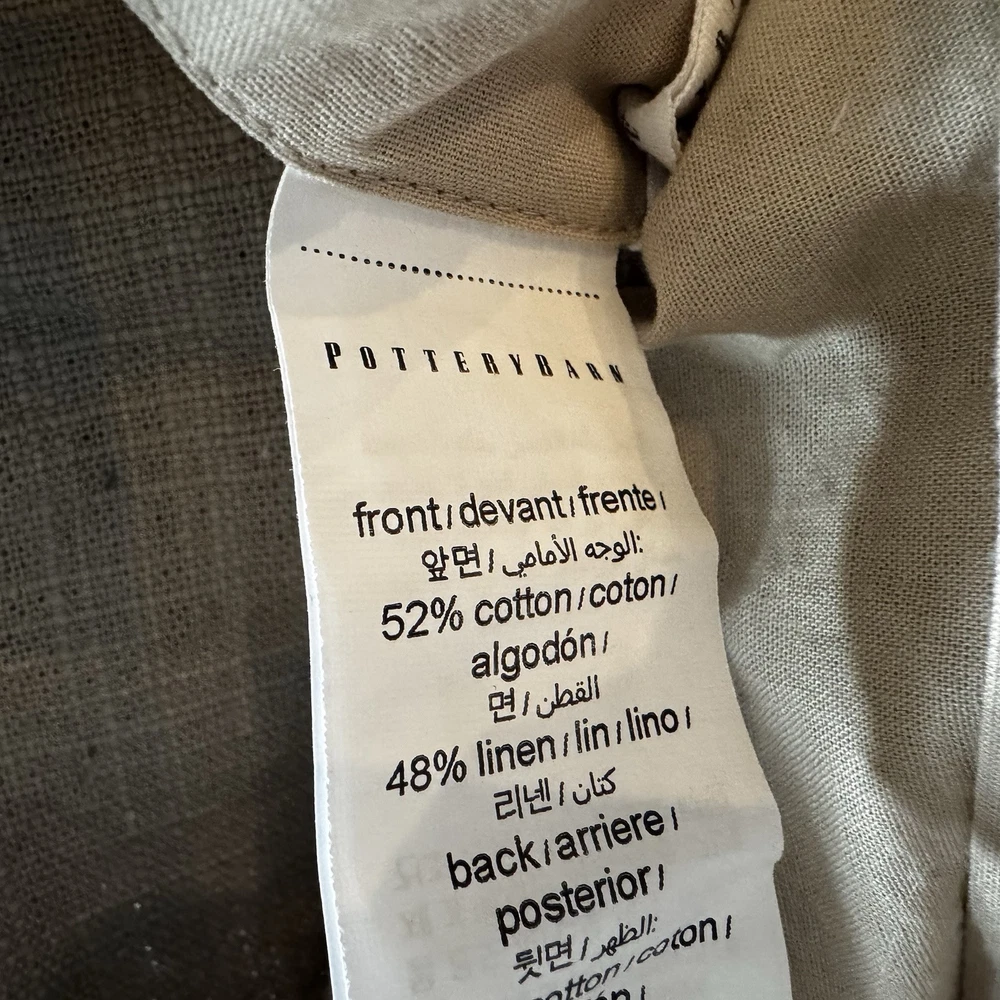 POTTERYBARN
front/devant/frente/
앞면/الوجه الأمامي:
52% cotton/coton/
algodón/
면/القطن
48% linen/lin/lino/
리넨/كتان
back/arriere/
posterior/
뒷면/الظهر:
cotton/coton/